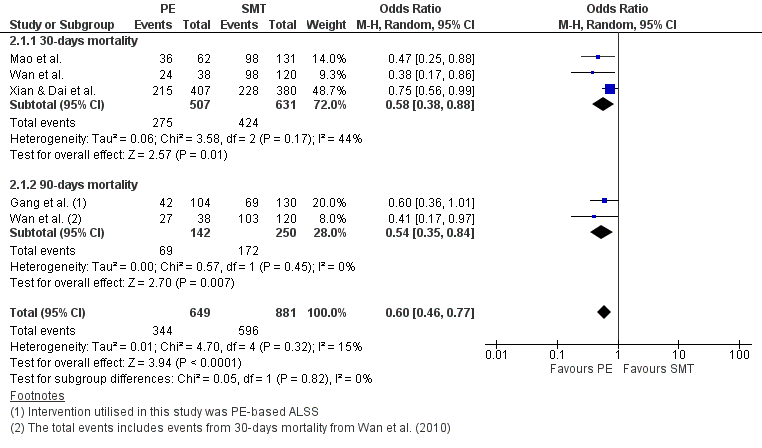 PE SMT Odds Ratio Odds Ratio
Study or Subgroup Events Total Events Total Weight M-H, Random, 95% CI M-H, Random, 95% CI
2.1.1 30-days mortality
Mao et al. 36 62 98 131 14.0% 0.47 [0.25, 0.88]
Wan et al. 24 38 98 120 9.3% 0.38 [0.17, 0.86]
Xian & Dai et al. 215 407 228 380 48.7% 0.75 [0.56, 0.99]
Subtotal (95% CI) 507 631 72.0% 0.58 [0.38, 0.88]
Total events 275 424
Heterogeneity: Tau² = 0.06; Chi² = 3.58, df = 2 (P = 0.17); I² = 44%
Test for overall effect: Z = 2.57 (P = 0.01)
2.1.2 90-days mortality
Gang et al. (1) 42 104 69 130 20.0% 0.60 [0.36, 1.01]
Wan et al. (2) 27 38 103 120 8.0% 0.41 [0.17, 0.97]
Subtotal (95% CI) 142 250 28.0% 0.54 [0.35, 0.84]
Total events 69 172
Heterogeneity: Tau² = 0.00; Chi² = 0.57, df = 1 (P = 0.45); I² = 0%
Test for overall effect: Z = 2.70 (P = 0.007)
Total (95% CI) 649 881 100.0% 0.60 [0.46, 0.77]
Total events 344 596
Heterogeneity: Tau² = 0.01; Chi² = 4.70, df = 4 (P = 0.32); I² = 15%
Test for overall effect: Z = 3.94 (P < 0.0001)
Test for subgroup differences: Chi² = 0.05, df = 1 (P = 0.82), I² = 0%
0.01 0.1 1 10 100
Favours PE Favours SMT
Footnotes
(1) Intervention utilised in this study was PE-based ALSS
(2) The total events includes events from 30-days mortality from Wan et al. (2010)